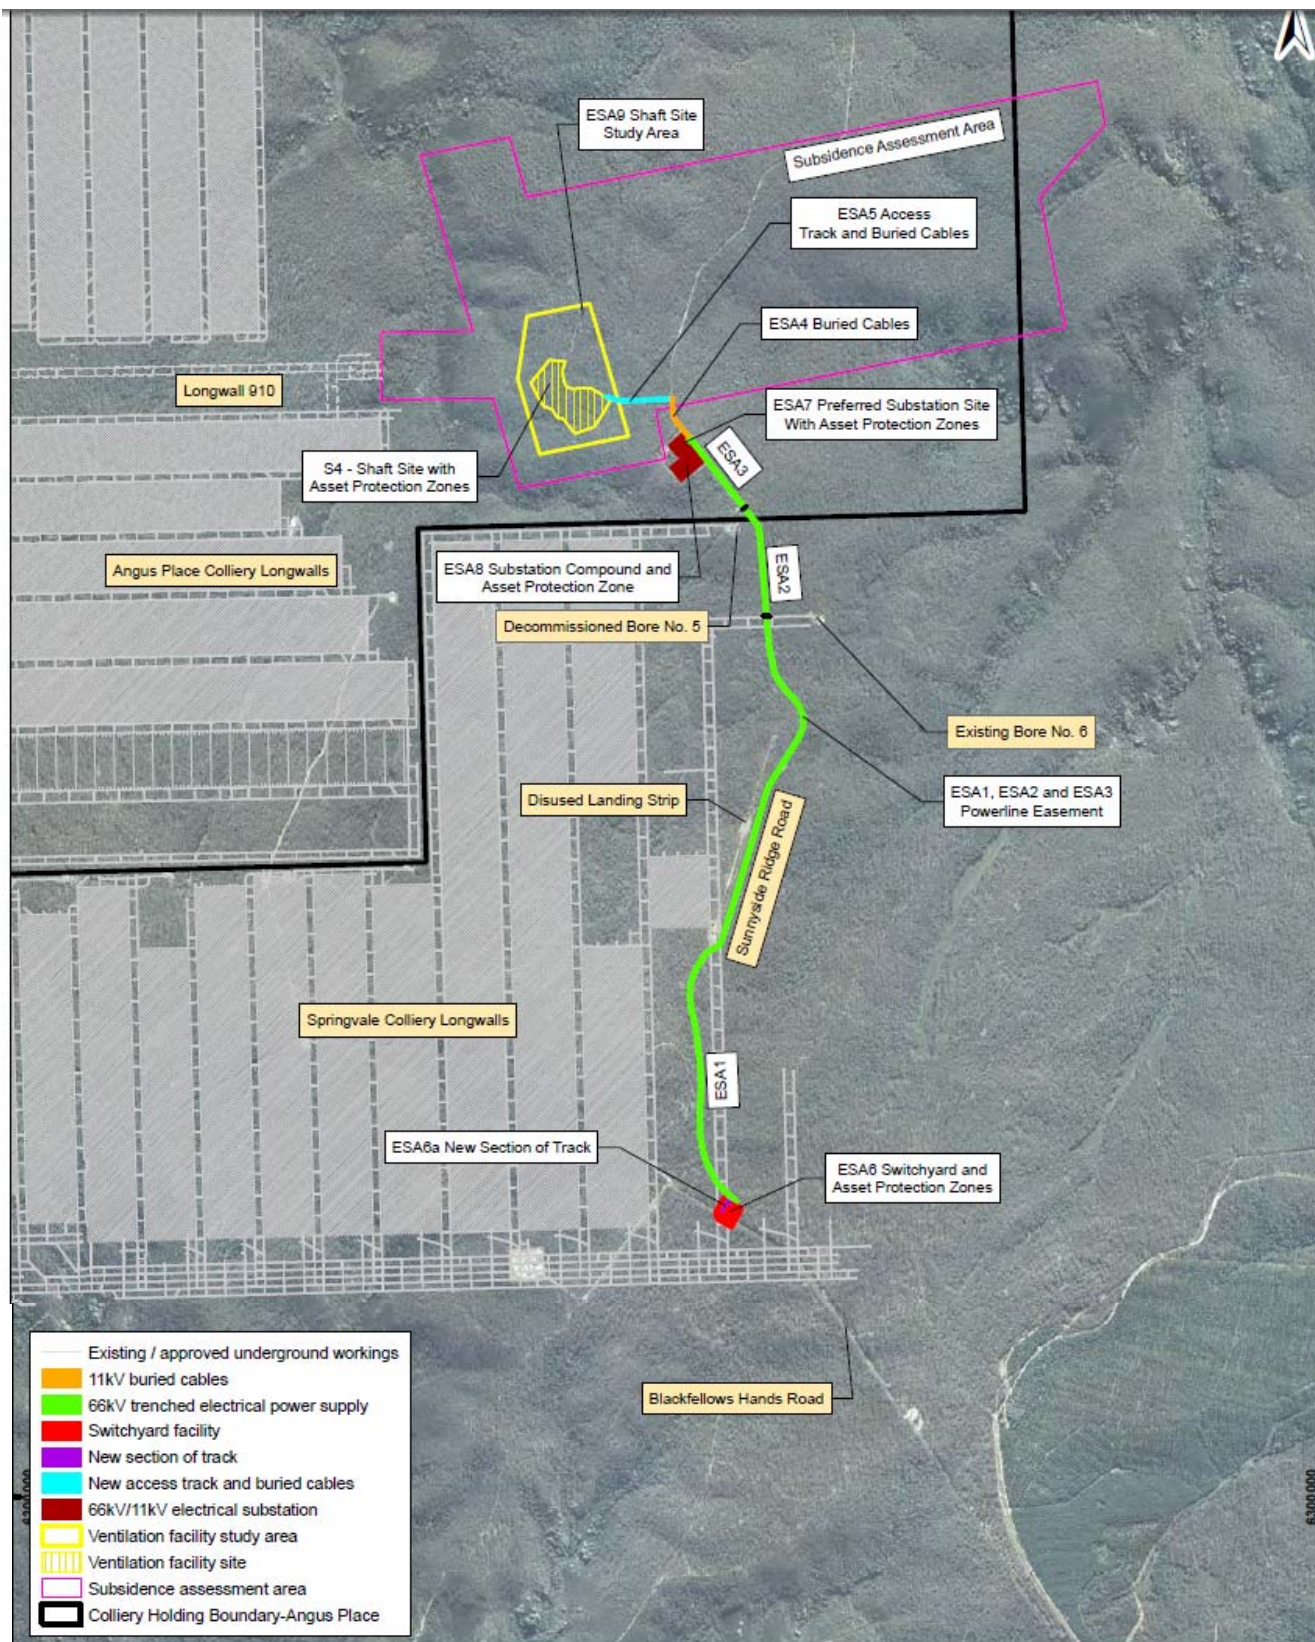 ESA9 Shaft Site
Study Area
Subsidence Assessment Area
ESA5 Access
Track and Buried Cables
ESA4 Buried Cables
Longwall 910
ESA7 Preferred Substation Site
With Asset Protection Zones
S4 - Shaft Site with
Asset Protection Zones
ESA3
Angus Place Colliery Longwalls
ESA8 Substation Compound and
Asset Protection Zone
ESA2
Decommissioned Bore No. 5
Existing Bore No. 6
Disused Landing Strip
ESA1, ESA2 and ESA3
Powerline Easement
Sunnyside Ridge Road
Springvale Colliery Longwalls
ESA1
ESA6a New Section of Track
ESA6 Switchyard and
Asset Protection Zones
Blackfellows Hands Road
Existing / approved underground workings
11kV buried cables
66kV trenched electrical power supply
Switchyard facility
New section of track
New access track and buried cables
66kV/11kV electrical substation
Ventilation facility study area
Ventilation facility site
Subsidence assessment area
Colliery Holding Boundary-Angus Place
6300000
6300000